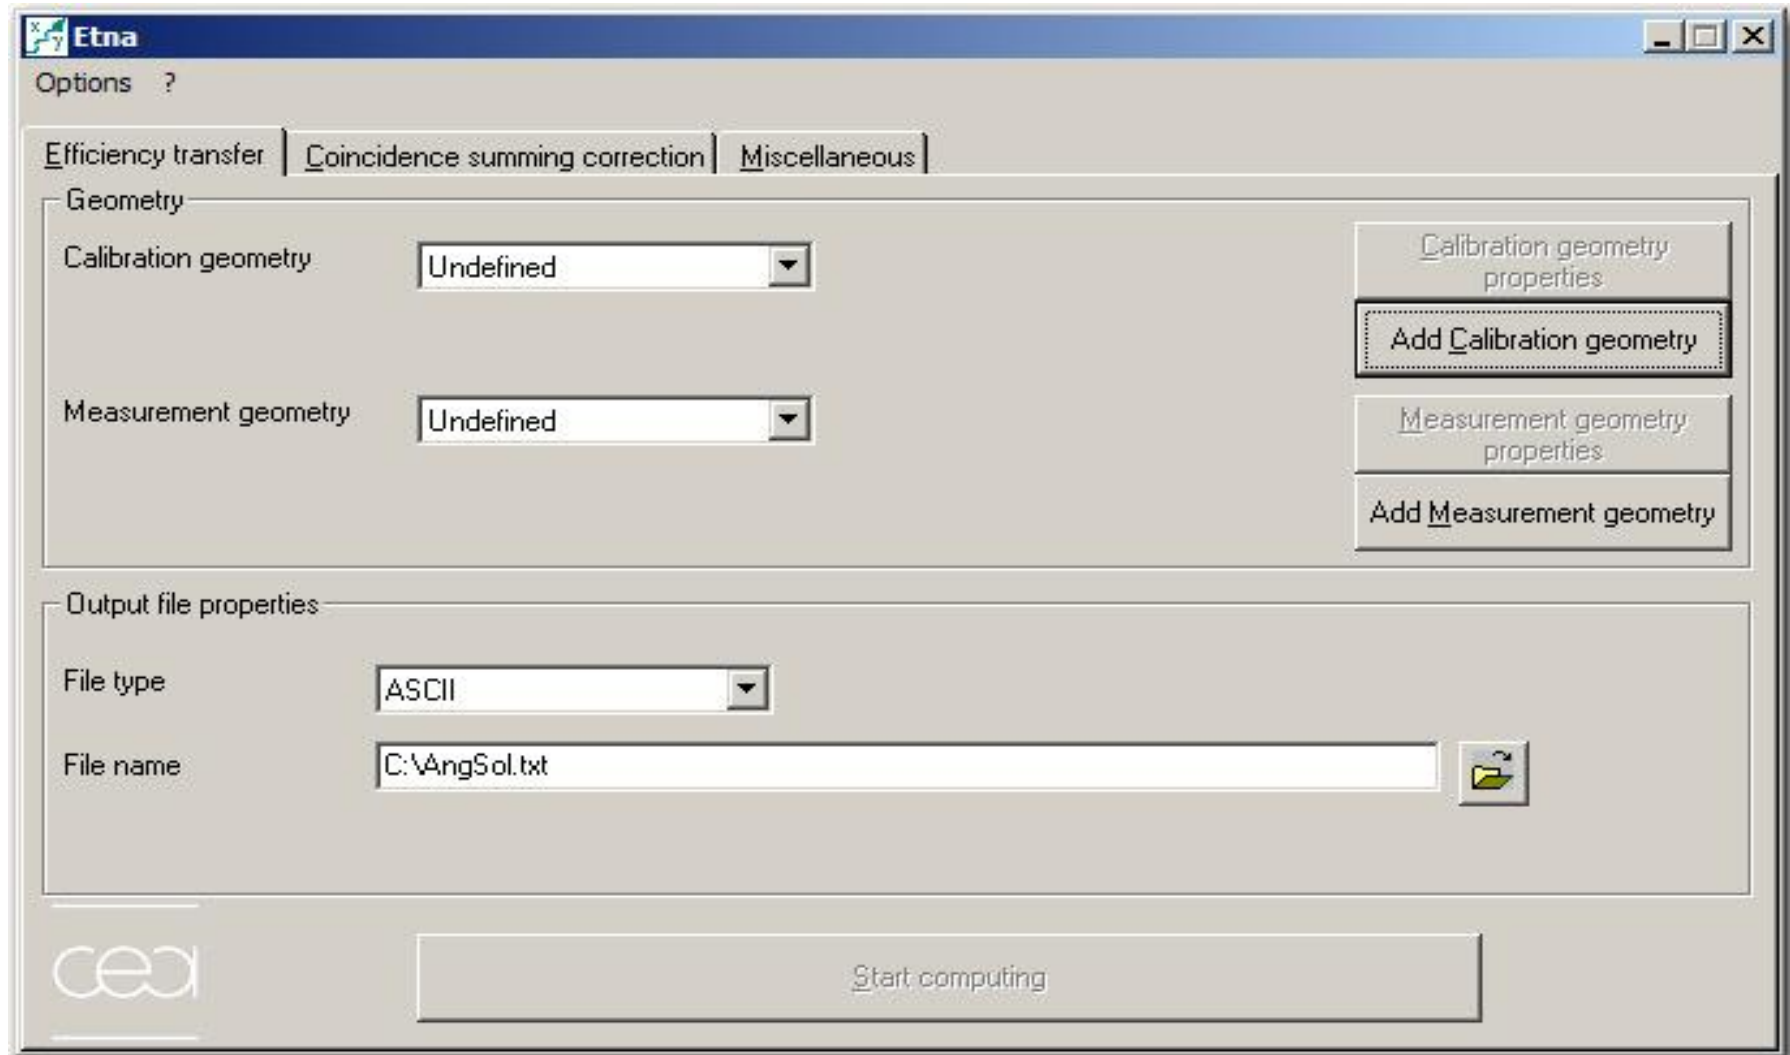 Etna
Options ?
Efficiency transfer Coincidence summing correction Miscellaneous
Geometry
Calibration geometry Undefined
Calibration geometry
properties
Add Calibration geometry
Measurement geometry Undefined
Measurement geometry
properties
Add Measurement geometry
Output file properties
File type ASCII
File name C:\AngSol.txt
cea Start computing